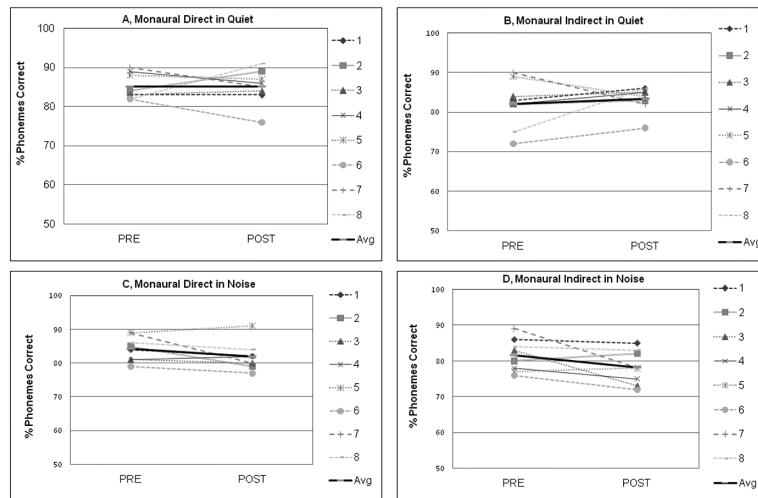 A, Monaural Direct in Quiet
% Phonemes Correct
100
90
80
70
60
50
PRE
POST
1
2
3
4
5
6
7
8
Avg
B, Monaural Indirect in Quiet
% Phonemes Correct
100
90
80
70
60
50
PRE
POST
1
2
3
4
5
6
7
8
Avg
C, Monaural Direct in Noise
% Phonemes Correct
100
90
80
70
60
50
PRE
POST
1
2
3
4
5
6
7
8
Avg
D, Monaural Indirect in Noise
% Phonemes Correct
100
90
80
70
60
50
PRE
POST
1
2
3
4
5
6
7
8
Avg